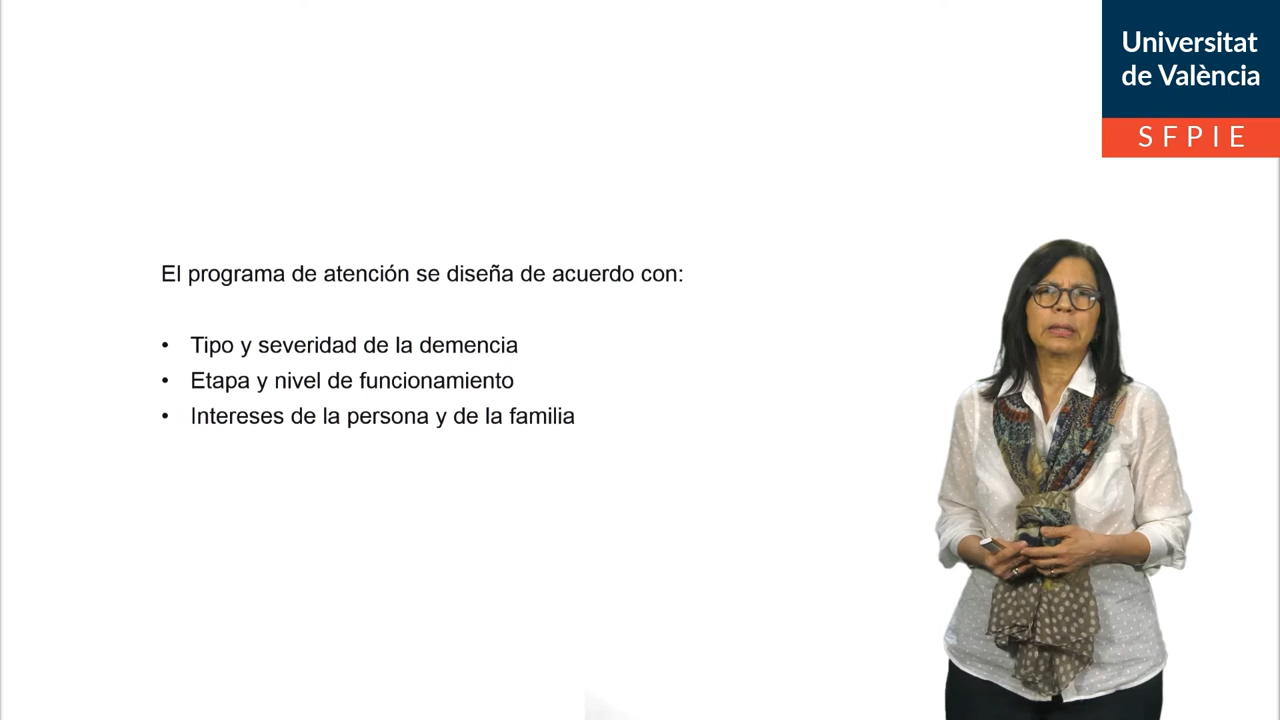 Universitat
de València
SFPIE
El programa de atención se diseña de acuerdo con:
• Tipo y severidad de la demencia
• Etapa y nivel de funcionamiento
• Intereses de la persona y de la familia